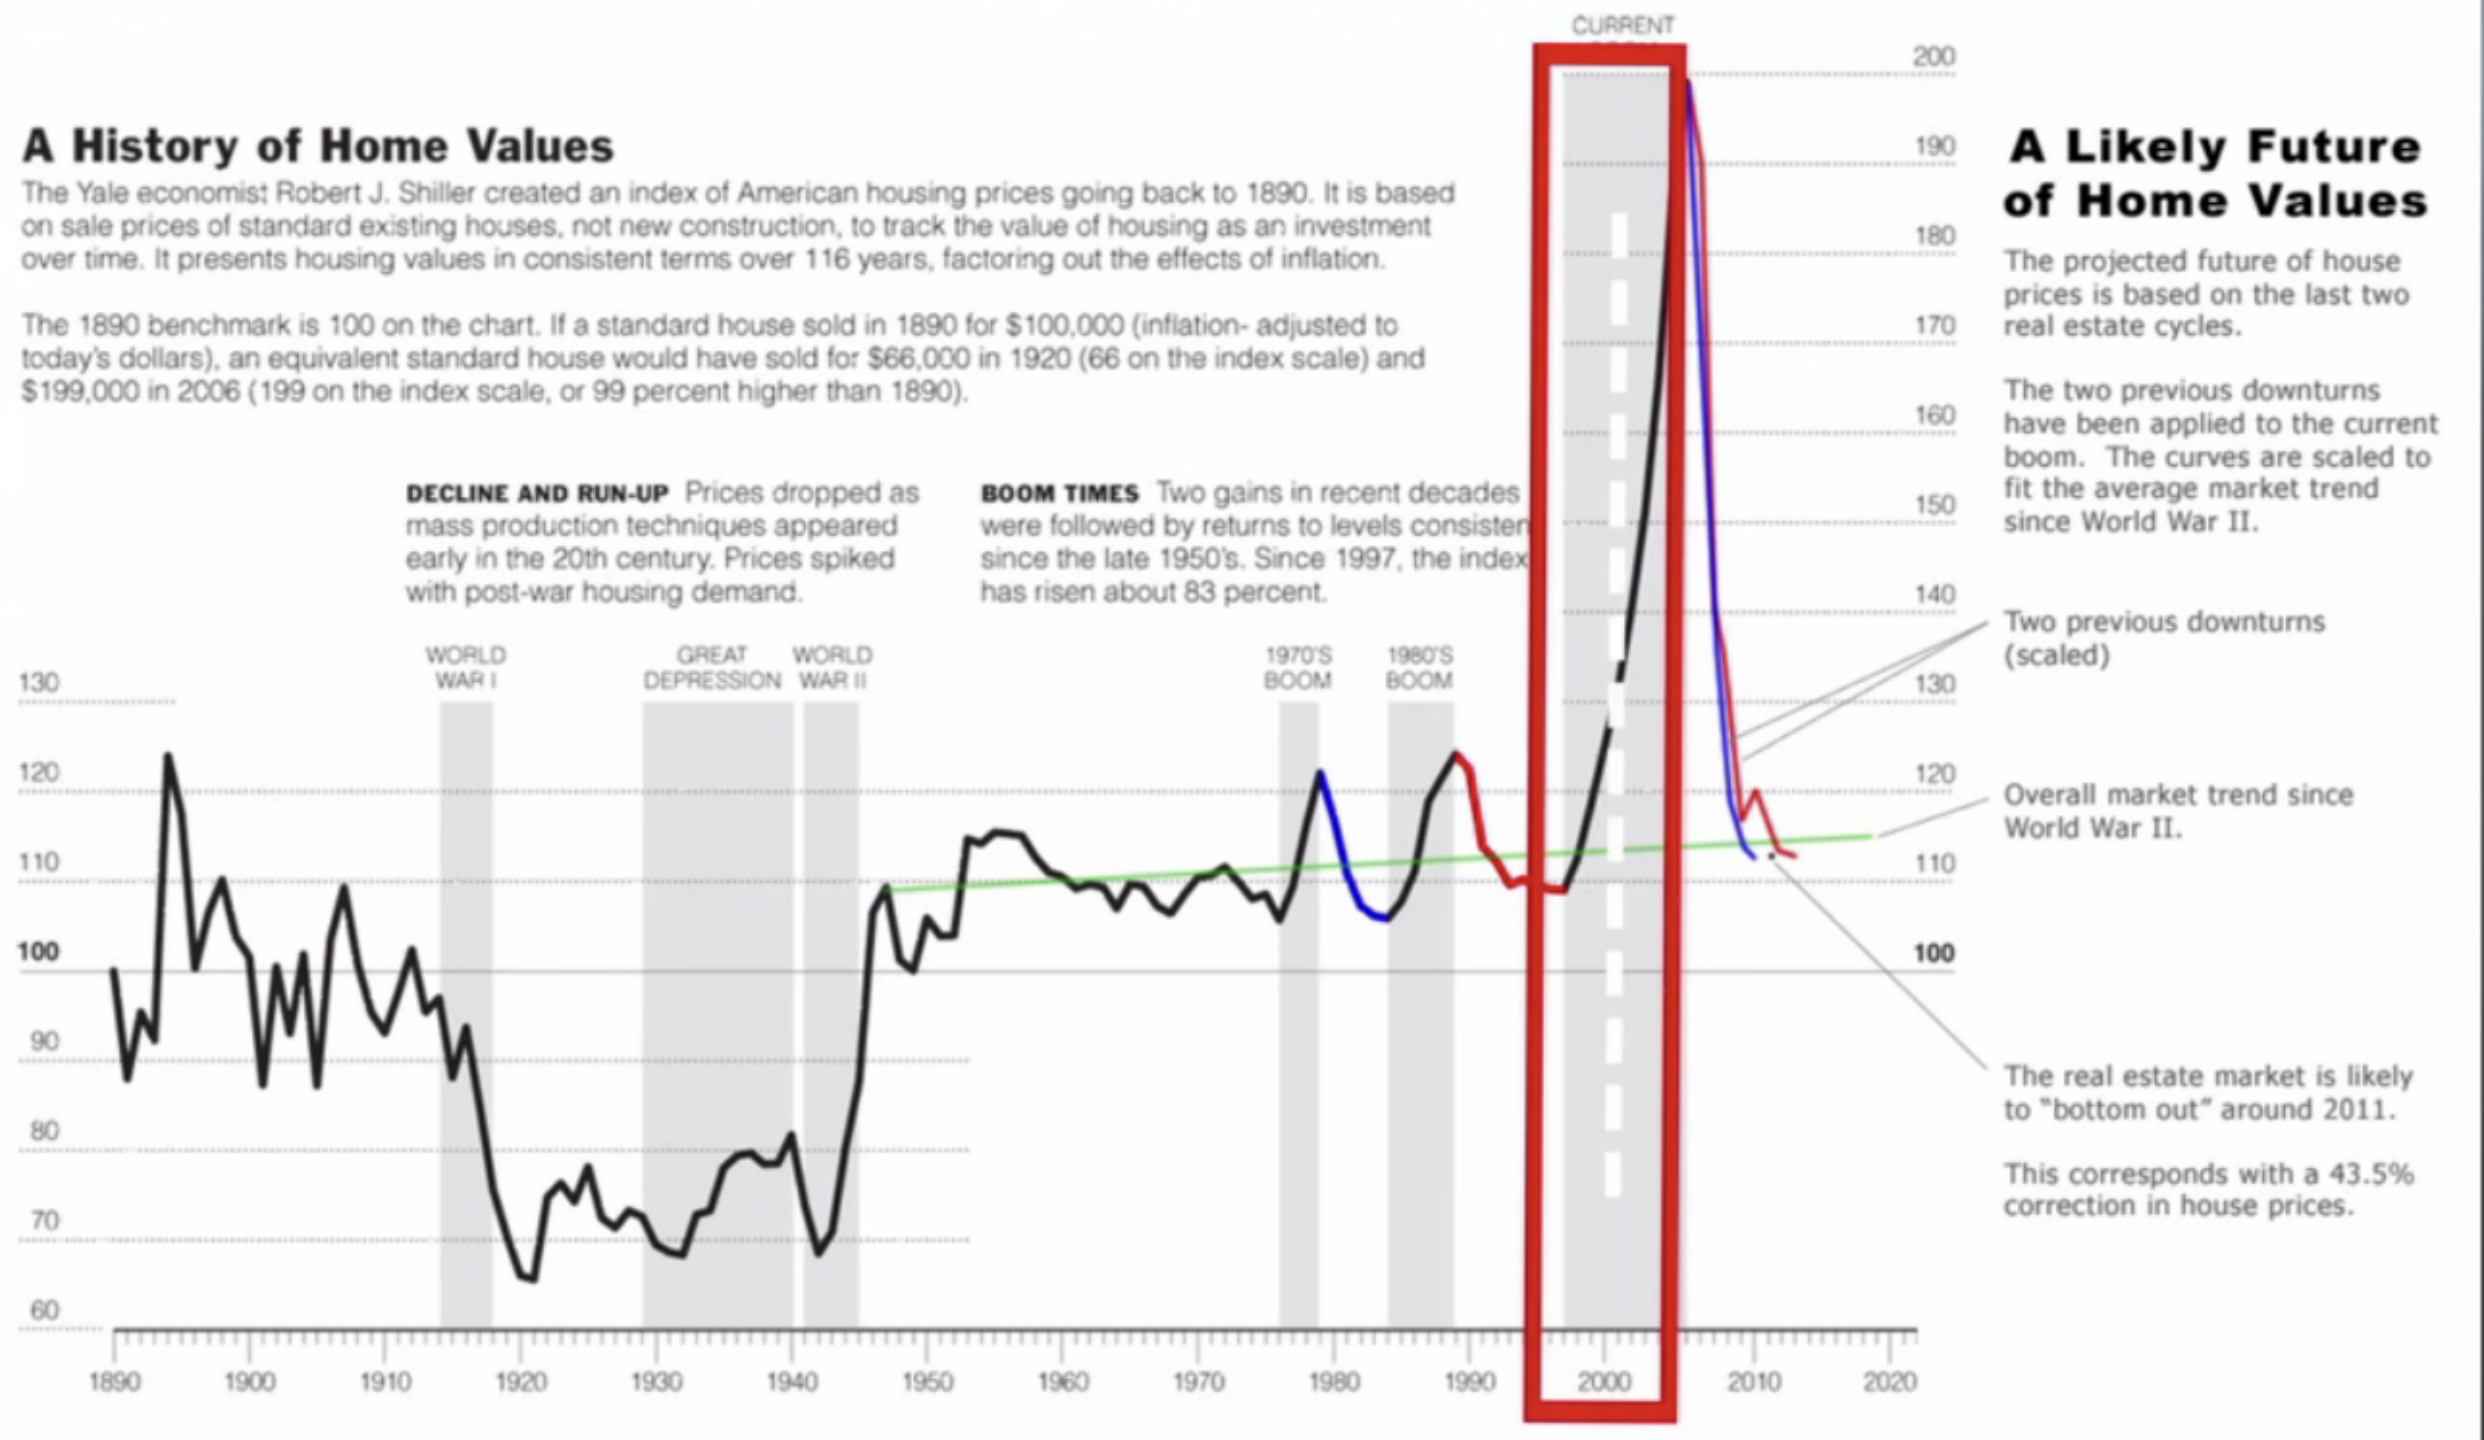 CURRENT
A History of Home Values
The Yale economist Robert J. Shiller created an index of American housing prices going back to 1890. It is based
on sale prices of standard existing houses, not new construction, to track the value of housing as an investment
over time. It presents housing values in consistent terms over 116 years, factoring out the effects of inflation.
The 1890 benchmark is 100 on the chart. If a standard house sold in 1890 for $100,000 (inflation- adjusted to
today's dollars), an equivalent standard house would have sold for $66,000 in 1920 (66 on the index scale) and
$199,000 in 2006 (199 on the index scale, or 99 percent higher than 1890).
DECLINE AND RUN-UP Prices dropped as
mass production techniques appeared
early in the 20th century. Prices spiked
with post-war housing demand.
BOOM TIMES Two gains in recent decades
were followed by returns to levels consisten
since the late 1950's. Since 1997, the index
has risen about 83 percent.
WORLD
WAR I
GREAT
DEPRESSION
WORLD
WAR II
1970'S
BOOM
1980'S
BOOM
130
120
110
100
90
80
70
60
200
190
180
170
160
150
140
130
120
110
100
1890 1900 1910 1920 1930 1940 1950 1960 1970 1980 1990 2000 2010 2020
A Likely Future
of Home Values
The projected future of house
prices is based on the last two
real estate cycles.
The two previous downturns
have been applied to the current
boom. The curves are scaled to
fit the average market trend
since World War II.
Two previous downturns
(scaled)
Overall market trend since
World War II.
The real estate market is likely
to "bottom out" around 2011.
This corresponds with a 43.5%
correction in house prices.